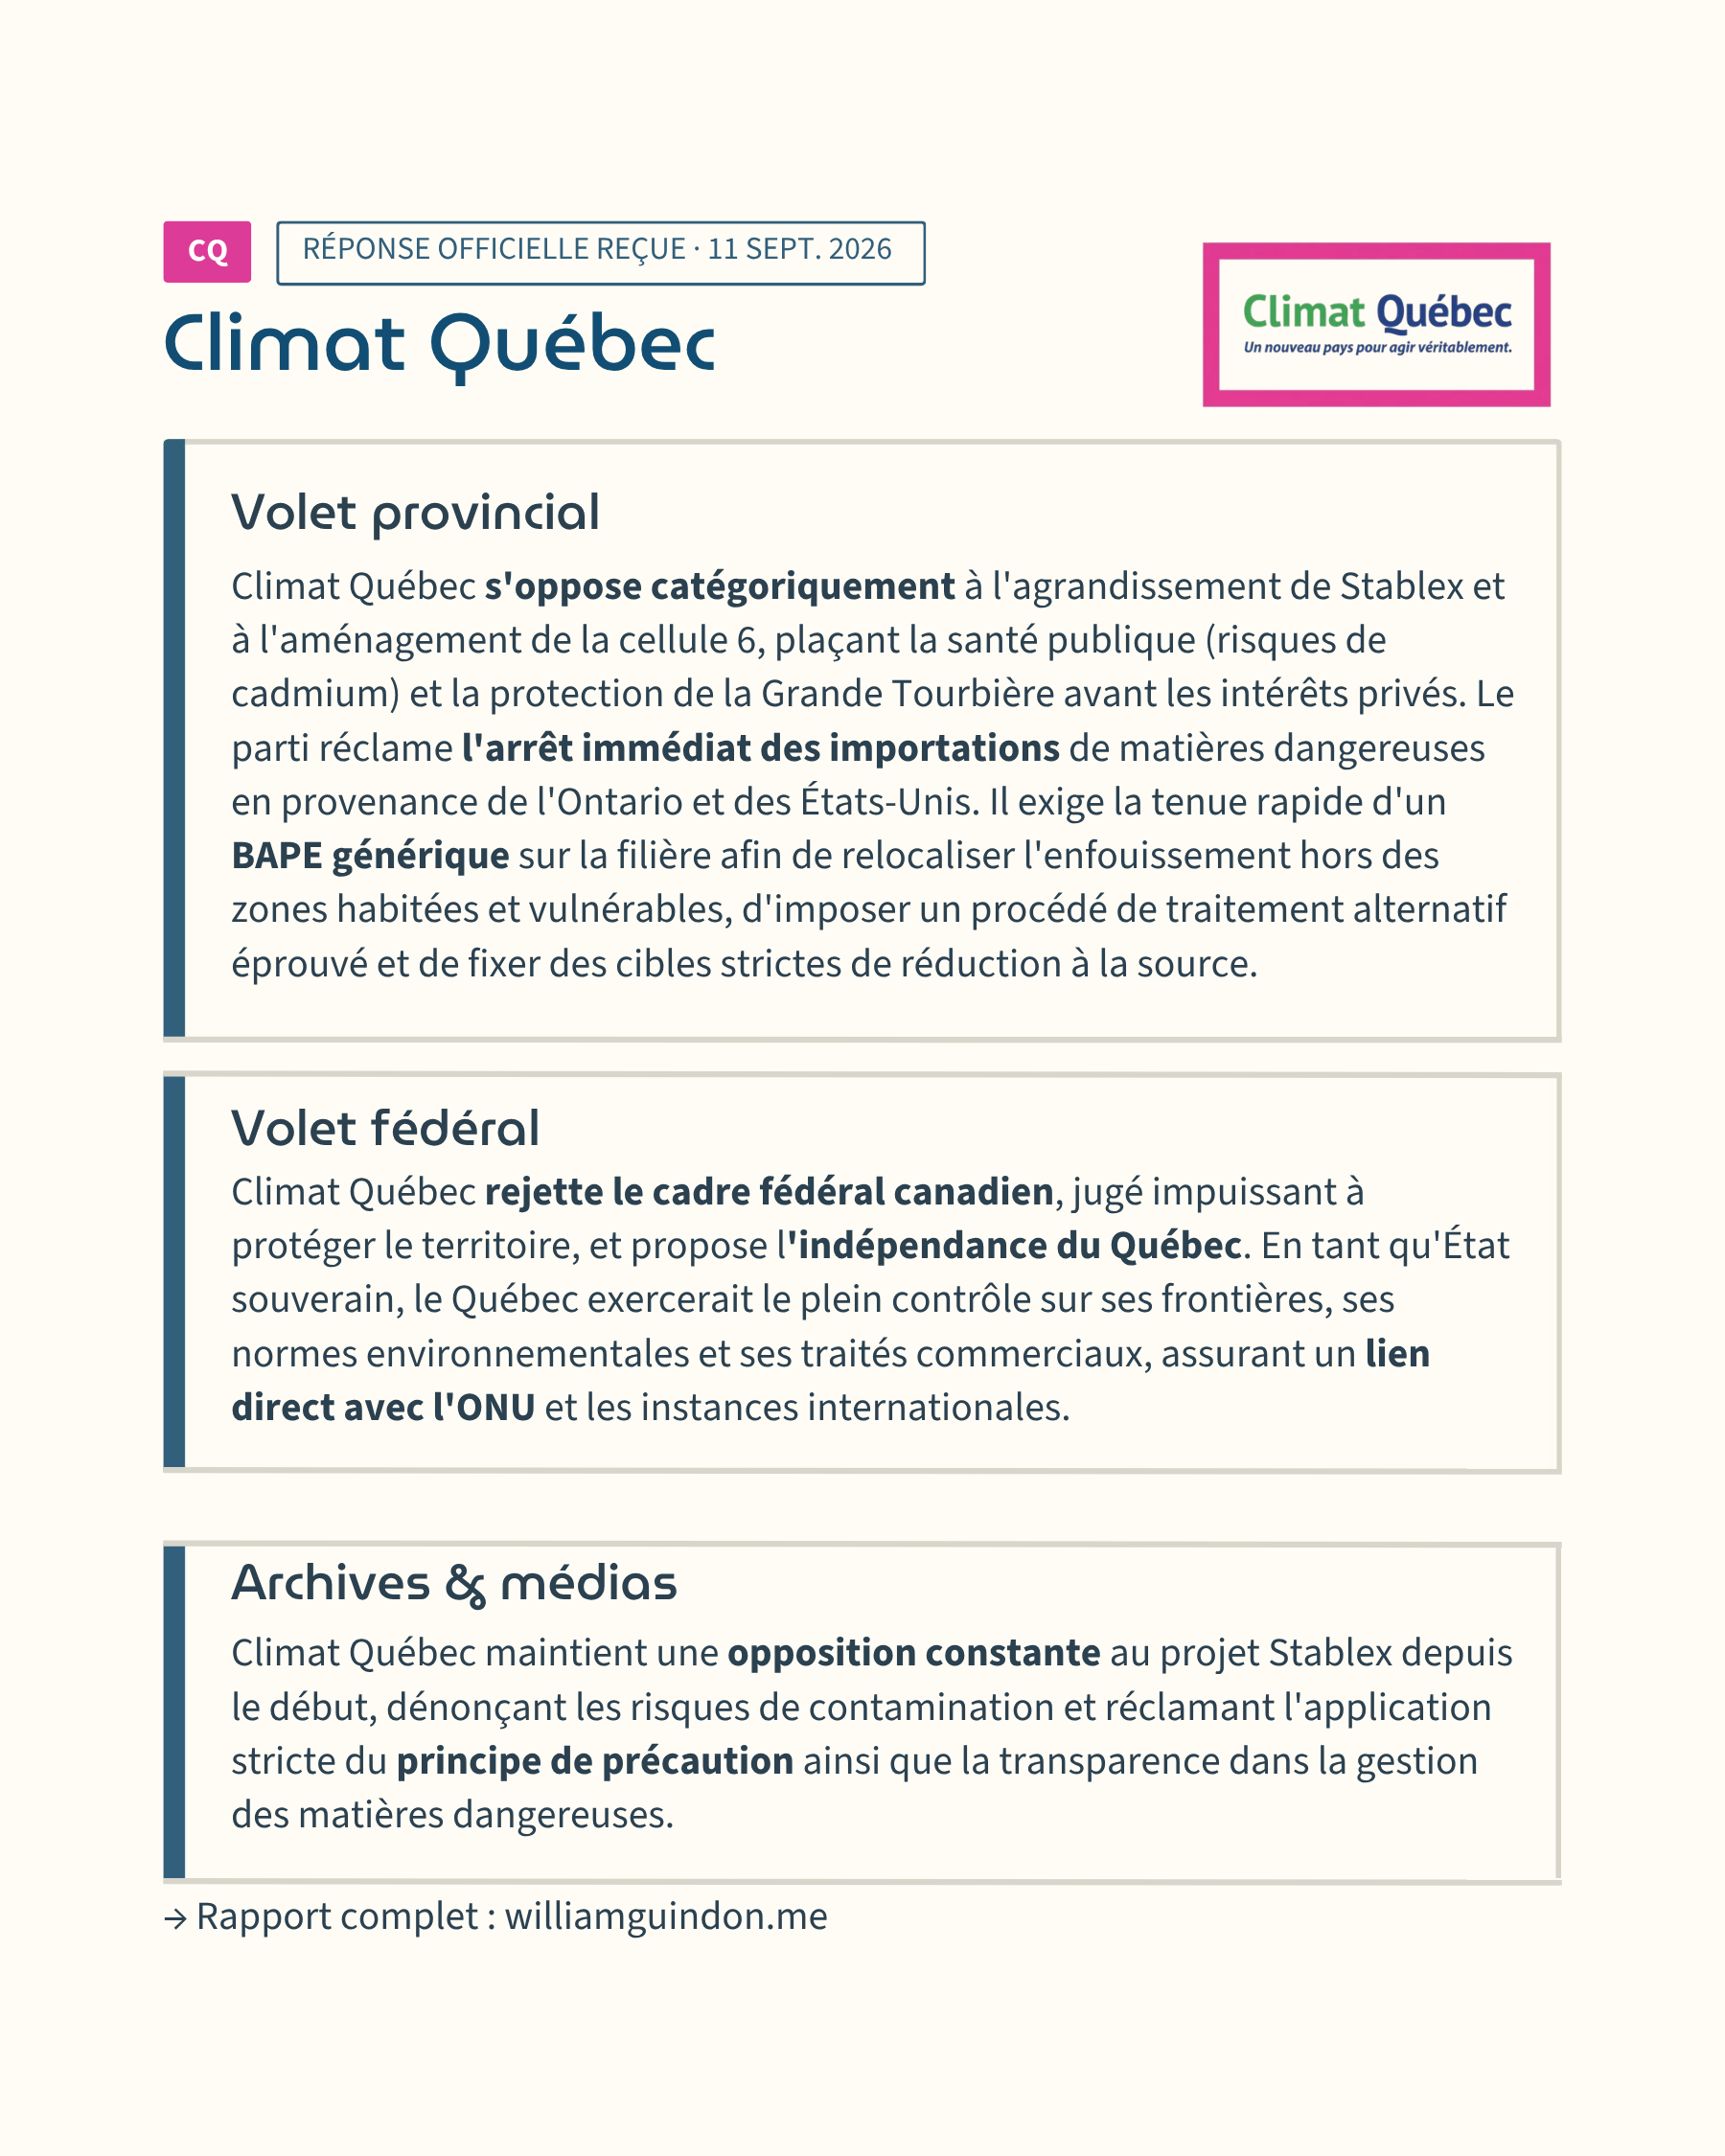 CQ
RÉPONSE OFFICIELLE REÇUE · 11 SEPT. 2026
Climat Québec
Climat Québec
Un nouveau pays pour agir véritablement.
Volet provincial
Climat Québec s'oppose catégoriquement à l'agrandissement de Stablex et
à l'aménagement de la cellule 6, plaçant la santé publique (risques de
cadmium) et la protection de la Grande Tourbière avant les intérêts privés. Le
parti réclame l'arrêt immédiat des importations de matières dangereuses
en provenance de l'Ontario et des États-Unis. Il exige la tenue rapide d'un
BAPE générique sur la filière afin de relocaliser l'enfouissement hors des
zones habitées et vulnérables, d'imposer un procédé de traitement alternatif
éprouvé et de fixer des cibles strictes de réduction à la source.
Volet fédéral
Climat Québec rejette le cadre fédéral canadien, jugé impuissant à
protéger le territoire, et propose l'indépendance du Québec. En tant qu'État
souverain, le Québec exercerait le plein contrôle sur ses frontières, ses
normes environnementales et ses traités commerciaux, assurant un lien
direct avec l'ONU et les instances internationales.
Archives & médias
Climat Québec maintient une opposition constante au projet Stablex depuis
le début, dénonçant les risques de contamination et réclamant l'application
stricte du principe de précaution ainsi que la transparence dans la gestion
des matières dangereuses.
→ Rapport complet : williamguindon.me